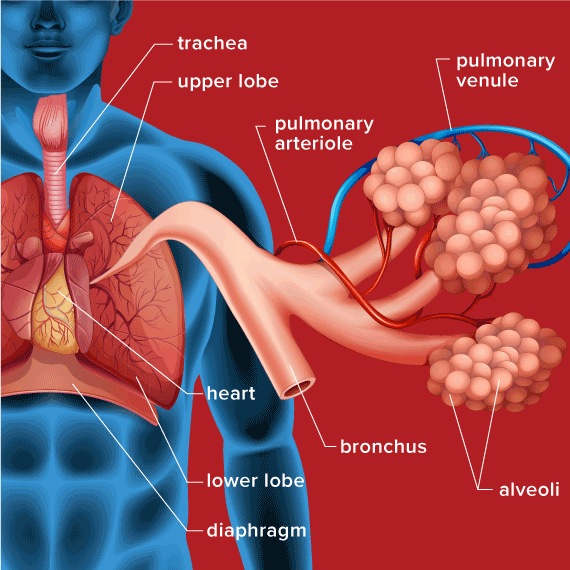 trachea
upper lobe
pulmonary
arteriole
pulmonary
venule
heart
bronchus
lower lobe
alveoli
diaphragm